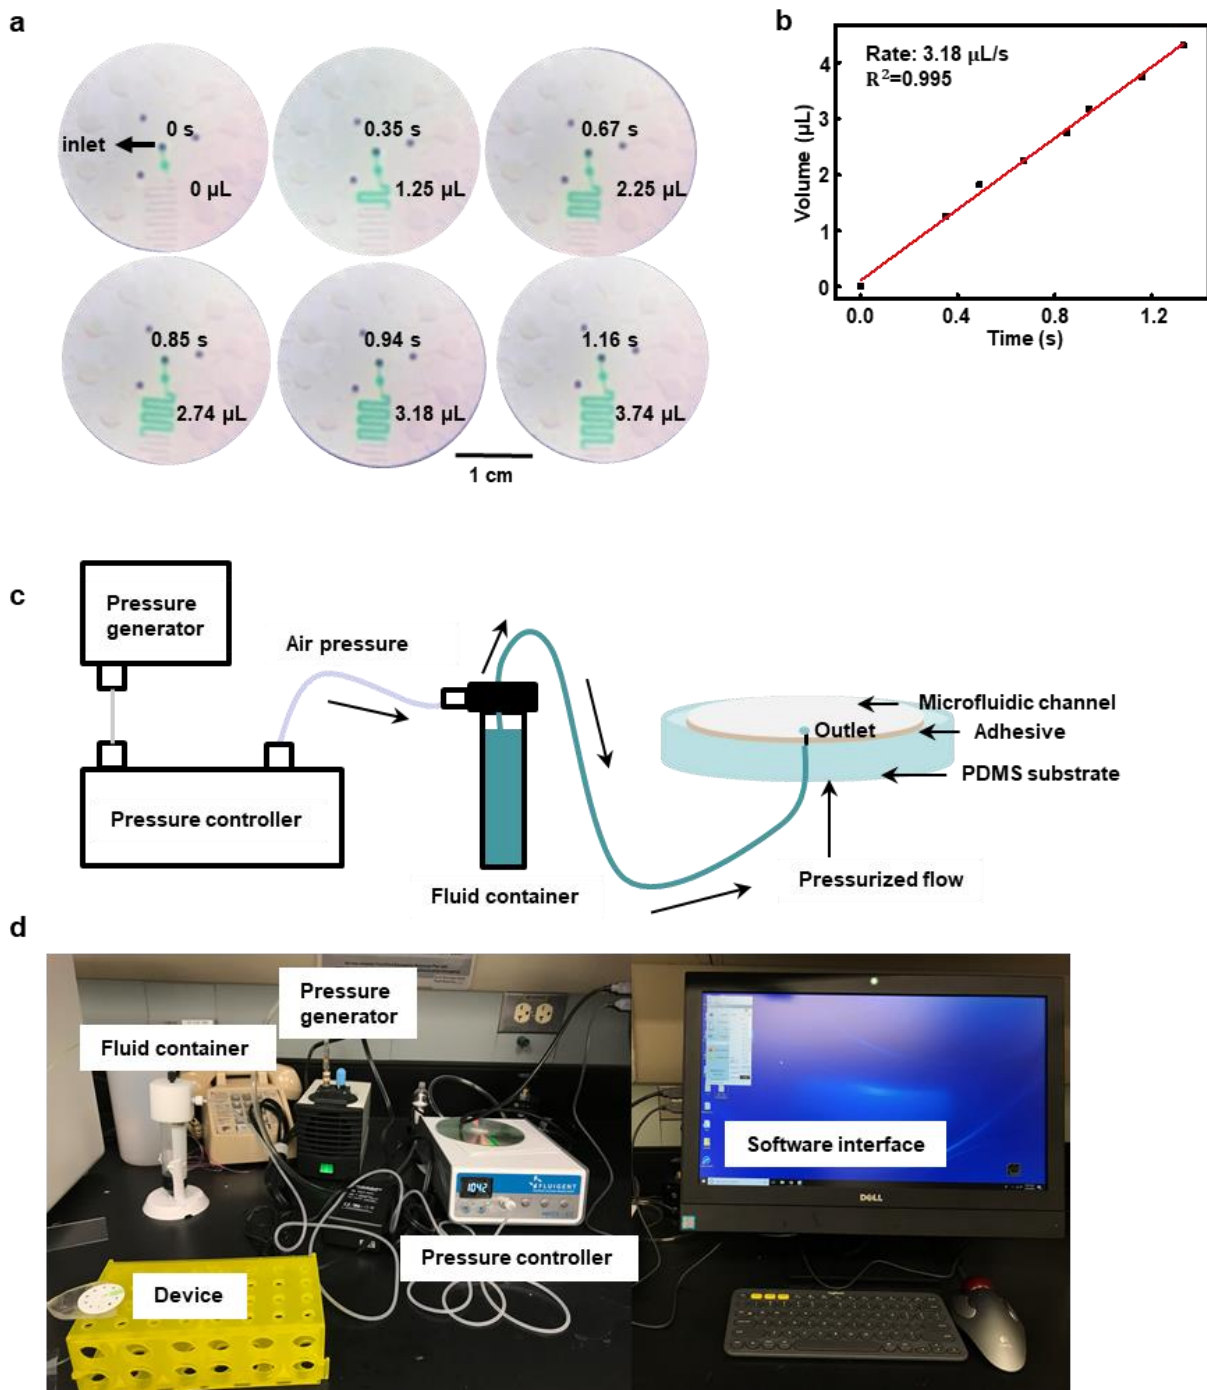 a
inlet
0 s
0 µL
0.35 s
1.25 µL
0.67 s
2.25 µL
0.85 s
2.74 µL
0.94 s
3.18 µL
1.16 s
3.74 µL
1 cm
b
Rate: 3.18 µL/s
R²=0.995
Volume (µL)
4
3
2
1
0
0.0
0.4
0.8
1.2
Time (s)
c
Pressure
generator
Air pressure
Pressure controller
Fluid container
Microfluidic channel
Outlet
Adhesive
PDMS substrate
Pressurized flow
d
Pressure
generator
Fluid container
Software interface
FLUIGENT
1042
Pressure controller
Device
DELL